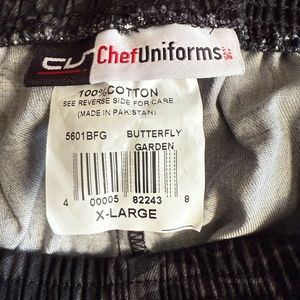 ChefUniforms
100% COTTON
SEE REVERSE SIDE FOR CARE
(MADE IN PAKISTAN)
5601BFG BUTTERFLY
GARDEN
4 00005 82243 8
X-LARGE